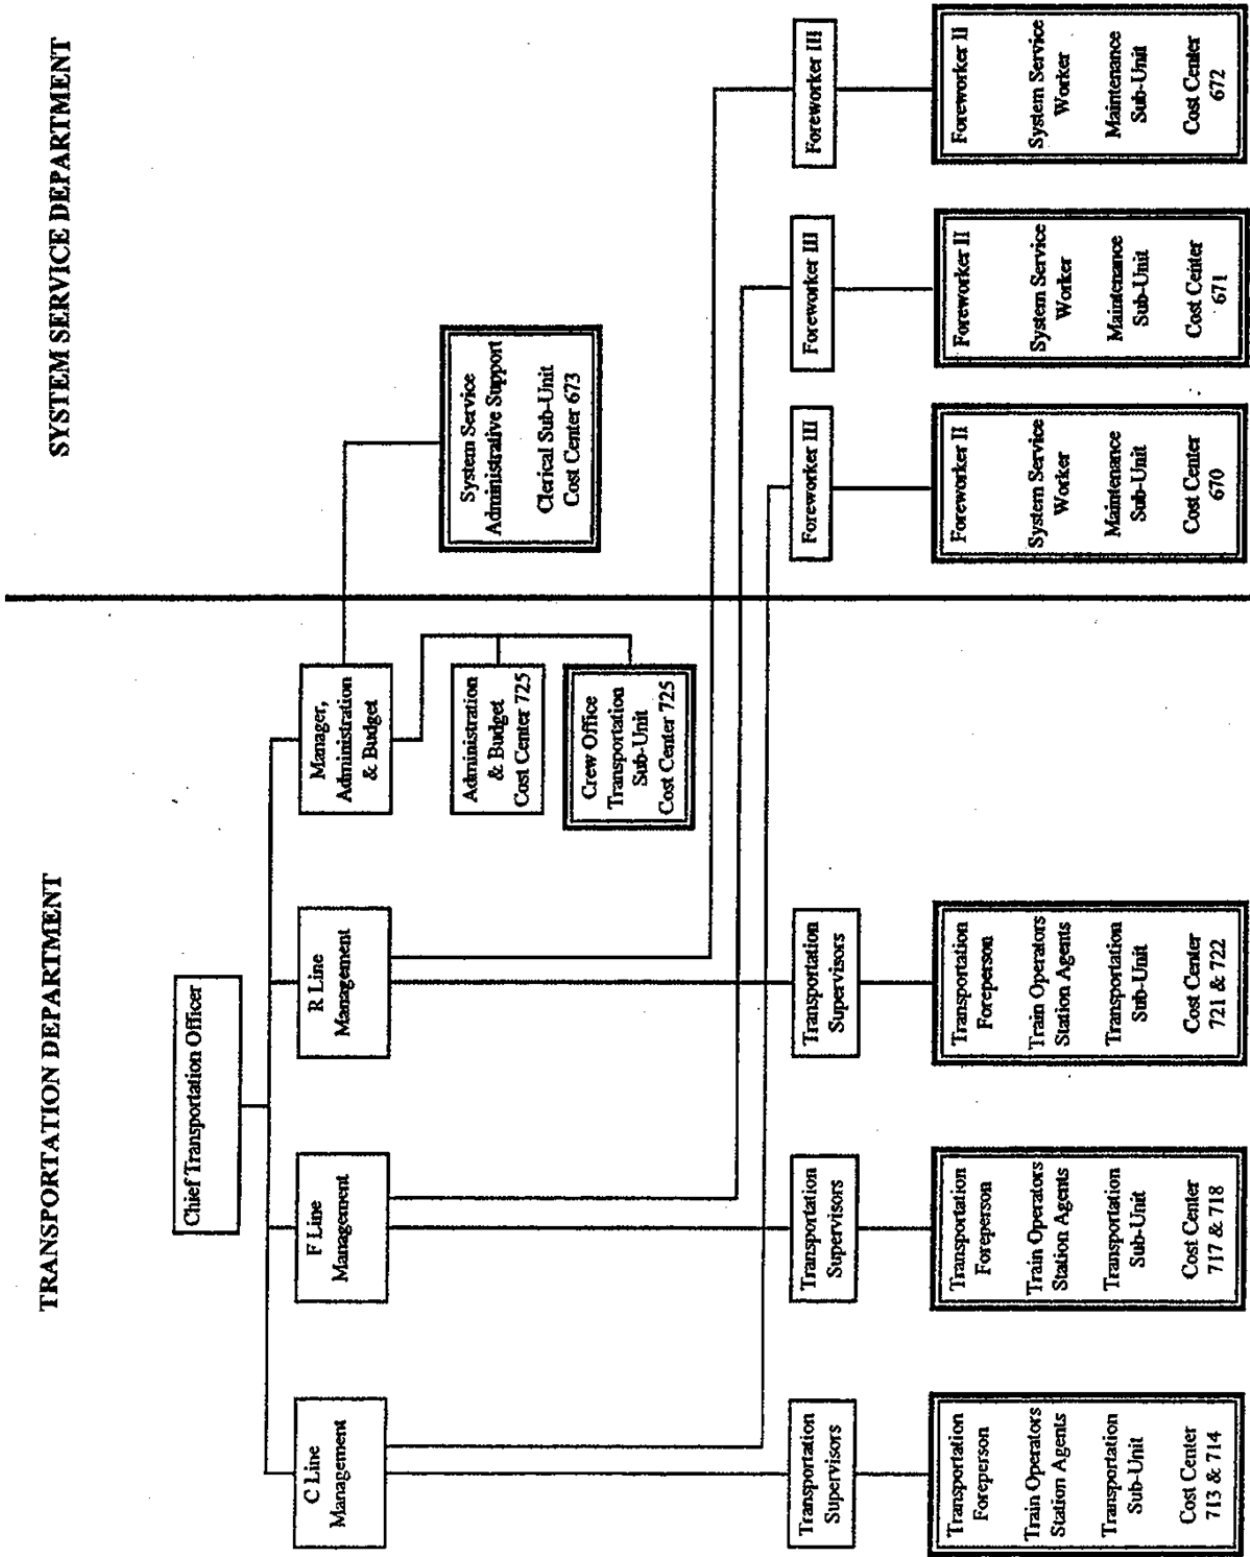 TRANSPORTATION DEPARTMENT
SYSTEM SERVICE DEPARTMENT
Chief Transportation Officer
C Line
Management
F Line
Management
R Line
Management
Manager,
Administration
& Budget
System Service
Administrative Support
Clerical Sub-Unit
Cost Center 673
Administration
& Budget
Cost Center 725
Crew Office
Transportation
Sub-Unit
Cost Center 725
Transportation
Supervisors
Transportation
Supervisors
Transportation
Supervisors
Foreworker III
Foreworker III
Foreworker III
Transportation
Foreperson
Train Operators
Station Agents
Transportation
Sub-Unit
Cost Center
713 & 714
Transportation
Foreperson
Train Operators
Station Agents
Transportation
Sub-Unit
Cost Center
717 & 718
Transportation
Foreperson
Train Operators
Station Agents
Transportation
Sub-Unit
Cost Center
721 & 722
Foreworker II
System Service
Worker
Maintenance
Sub-Unit
Cost Center
670
Foreworker II
System Service
Worker
Maintenance
Sub-Unit
Cost Center
671
Foreworker II
System Service
Worker
Maintenance
Sub-Unit
Cost Center
672